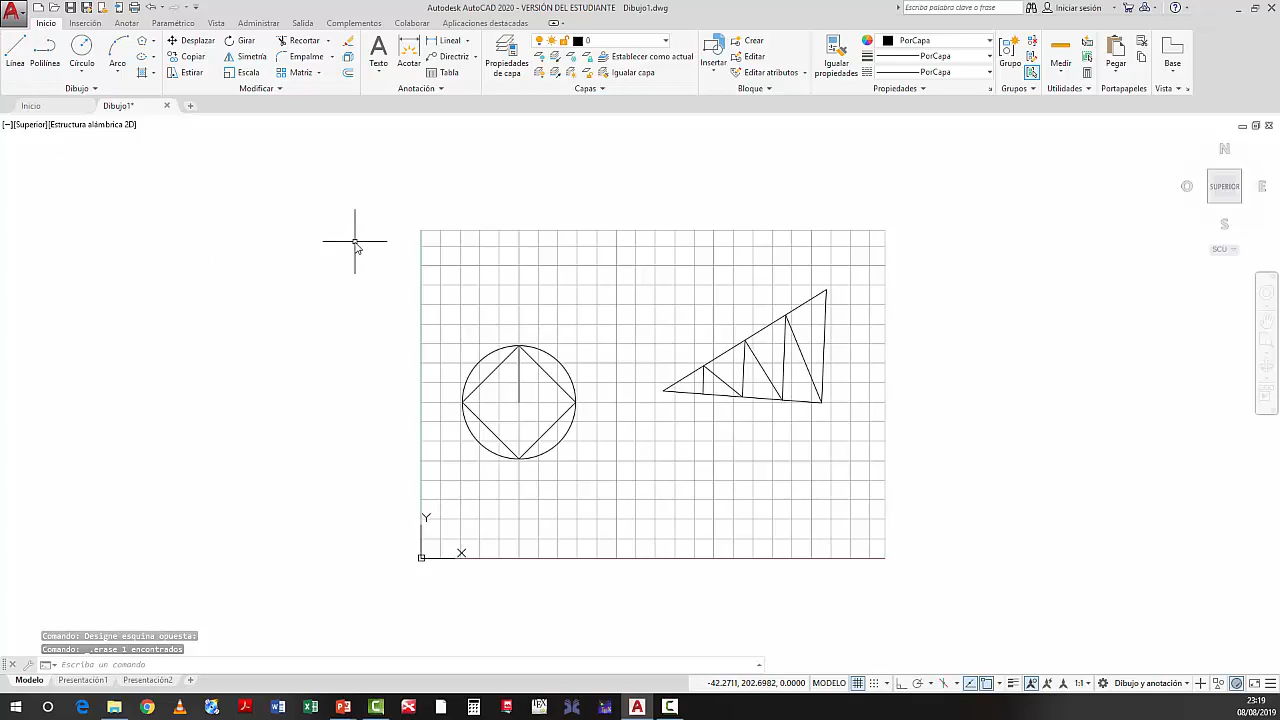 Autodesk AutoCAD 2020 - VERSIÓN DEL ESTUDIANTE Dibujo1.dwg
Escriba palabra clave o frase
Iniciar sesión
Inicio Inserción Anotar Paramétrico Vista Administrar Salida Complementos Colaborar Aplicaciones destacadas
Línea Polilínea Círculo Arco
Desplazar Girar Recortar
Copiar Simetría Empalme
Estirar Escala Matriz
Texto Acotar
Lineal
Directriz
Tabla
Propiedades de capa
0
Establecer como actual
Igualar capa
Insertar
Crear
Editar
Editar atributos
Igualar propiedades
PorCapa
PorCapa
PorCapa
Grupo Medir Pegar Base
Dibujo Modificar Anotación Capas Bloque Propiedades Grupos Utilidades Portapapeles Vista
Inicio Dibujo1*
[−][Superior][Estructura alámbrica 2D]
N
O SUPERIOR E
S
SCU
Y
X
Comando: Designe esquina opuesta:
Comando: _.erase 1 encontrados
Escriba un comando
Modelo Presentación1 Presentación2
-42.2711, 202.6982, 0.0000 MODELO 1:1 Dibujo y anotación
23:19
08/08/2019